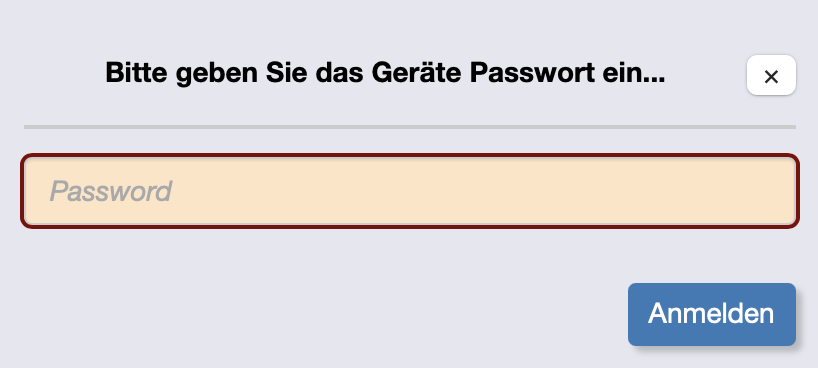 Bitte geben Sie das Geräte Passwort ein...
×
Password
Anmelden